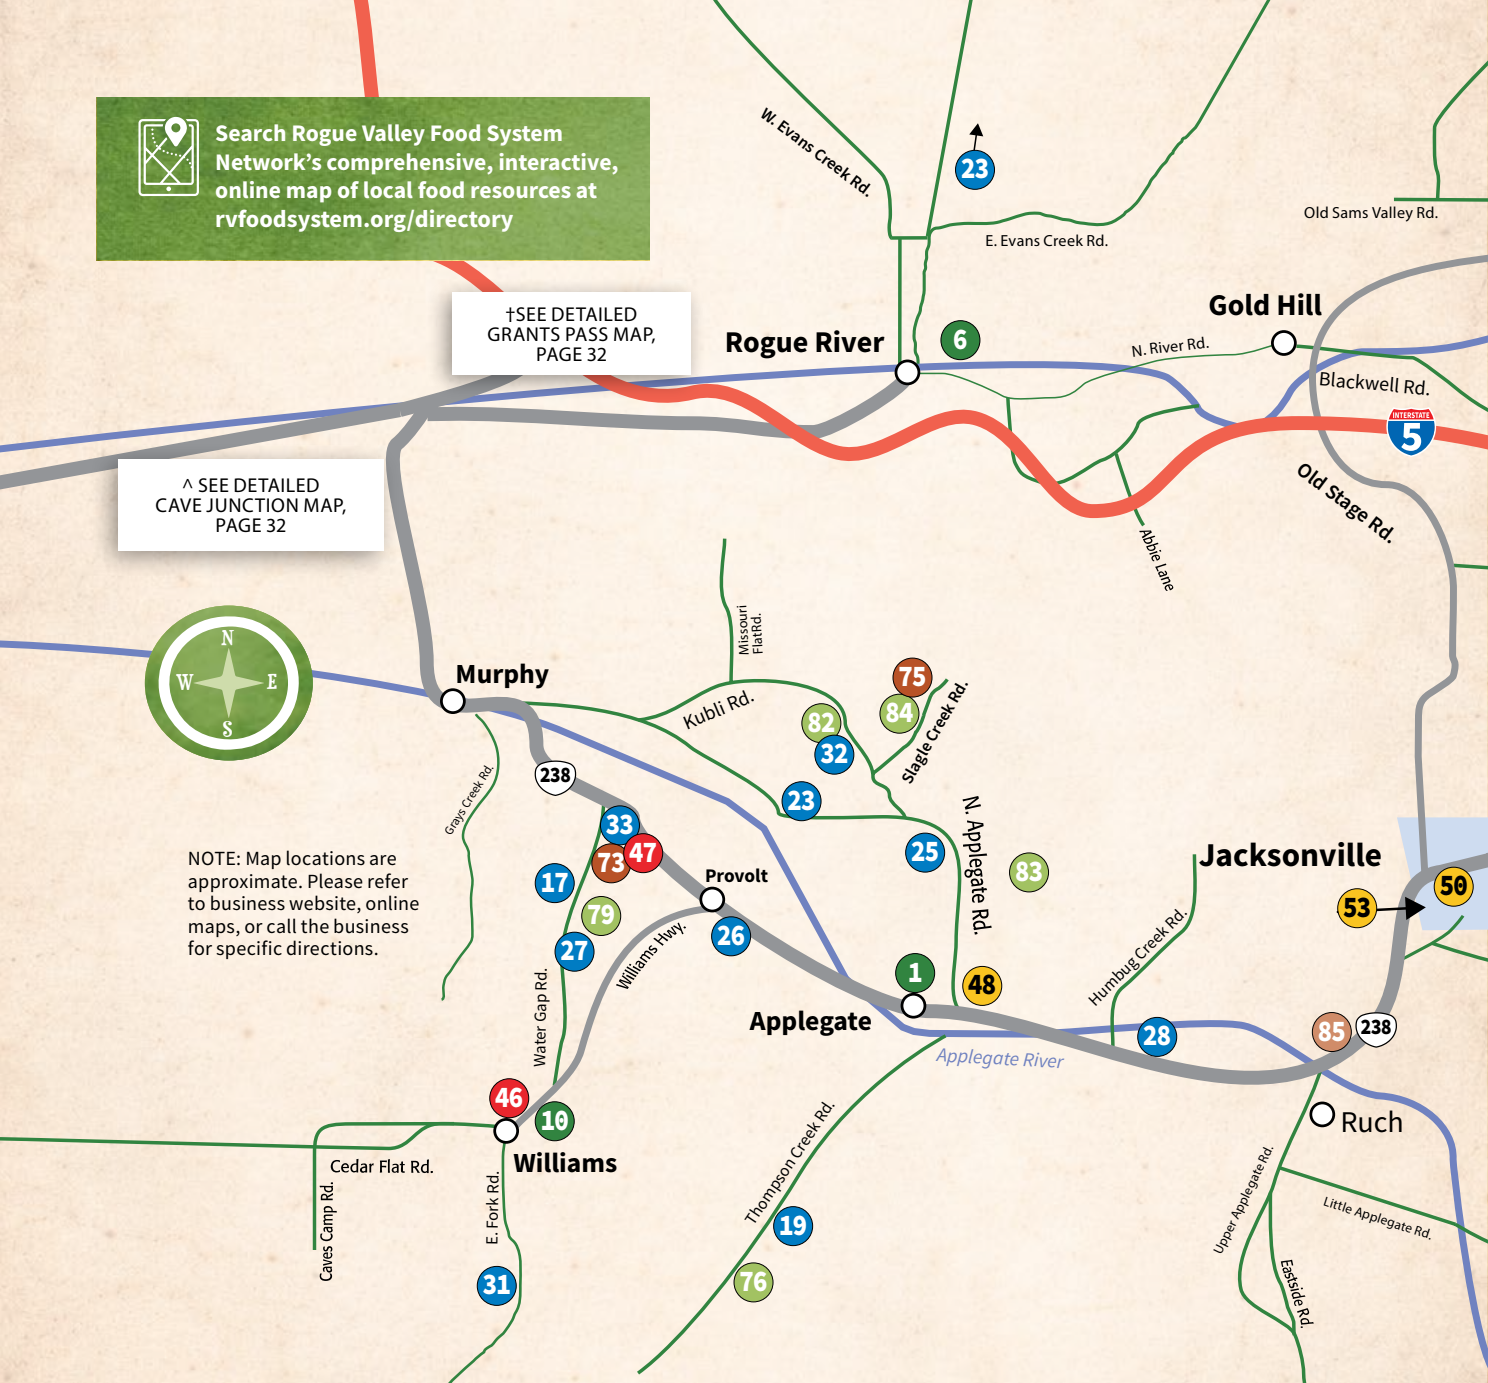 Search Rogue Valley Food System
Network's comprehensive, interactive,
online map of local food resources at
rvfoodsystem.org/directory
W. Evans Creek Rd.
23
Old Sams Valley Rd.
E. Evans Creek Rd.
†SEE DETAILED
GRANTS PASS MAP,
PAGE 32
Gold Hill
Rogue River
6
N. River Rd.
Blackwell Rd.
INTERSTATE
5
^ SEE DETAILED
CAVE JUNCTION MAP,
PAGE 32
Old Stage Rd.
Abbie Lane
Missouri
FlatRd.
N
W
E
S
Murphy
Kubli Rd.
75
84
82
32
Slagle Creek Rd.
238
Grays Creek Rd.
23
33
47
73
25
N. Applegate Rd.
83
Jacksonville
50
53
NOTE: Map locations are
approximate. Please refer
to business website, online
maps, or call the business
for specific directions.
17
Provolt
79
26
27
Williams Hwy.
Water Gap Rd.
1
48
Humbug Creek Rd.
Applegate
28
85
238
Applegate River
46
10
Ruch
Williams
Cedar Flat Rd.
Caves Camp Rd.
E. Fork Rd.
Thompson Creek Rd.
19
Upper Applegate Rd.
Little Applegate Rd.
31
76
Eastside Rd.